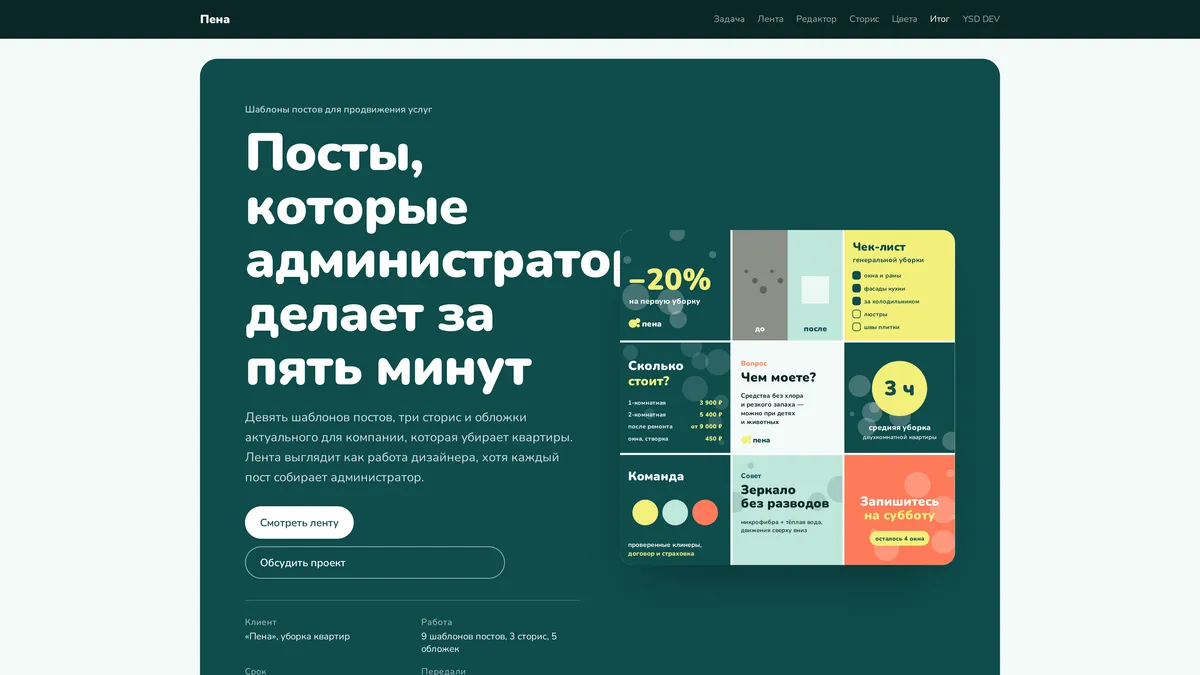 Пена
Задача
Лента
Редактор
Сторис
Цвета
Итог
YSD DEV
Шаблоны постов для продвижения услуг
Посты,
которые
администратор
делает за
пять минут
Девять шаблонов постов, три сторис и обложки
актуального для компании, которая убирает квартиры.
Лента выглядит как работа дизайнера, хотя каждый
пост собирает администратор.
Смотреть ленту
Обсудить проект
Клиент
«Пена», уборка квартир
Работа
9 шаблонов постов, 3 сторис, 5
обложек
Срок
Передали
−20%
на первую уборку
пена
до
после
Чек-лист
генеральной уборки
окна и рамы
фасады кухни
за холодильником
люстры
швы плитки
Сколько
стоит?
1-комнатная 3 900 ₽
2-комнатная 5 400 ₽
после ремонта от 9 000 ₽
окна, створка 450 ₽
Вопрос
Чем моете?
Средства без хлора
и резкого запаха —
можно при детях
и животных
пена
3 ч
средняя уборка
двухкомнатной квартиры
Команда
проверенные клинеры,
договор и страховка
Совет
Зеркало
без разводов
микрофибра + тёплая вода,
движения сверху вниз
Запишитесь
на субботу
осталось 4 окна